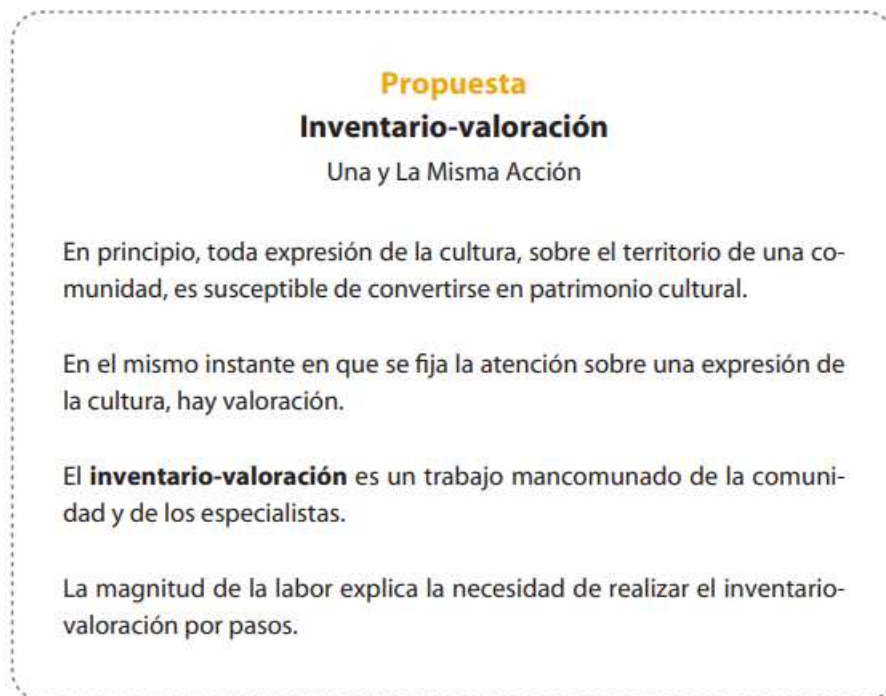 Propuesta
Inventario-valoración
Una y La Misma Acción
En principio, toda expresión de la cultura, sobre el territorio de una co-
munidad, es susceptible de convertirse en patrimonio cultural.
En el mismo instante en que se fija la atención sobre una expresión de
la cultura, hay valoración.
El inventario-valoración es un trabajo mancomunado de la comuni-
dad y de los especialistas.
La magnitud de la labor explica la necesidad de realizar el inventario-
valoración por pasos.